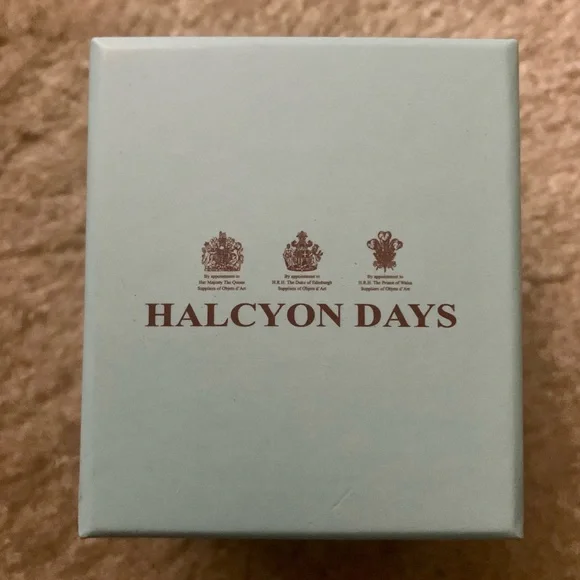 By appointment to
Her Majesty The Queen
Suppliers of Objets d'Art
By appointment to
H.R.H. The Duke of Edinburgh
Suppliers of Objets d'Art
By appointment to
H.R.H. The Prince of Wales
Suppliers of Objets d'Art
HALCYON DAYS